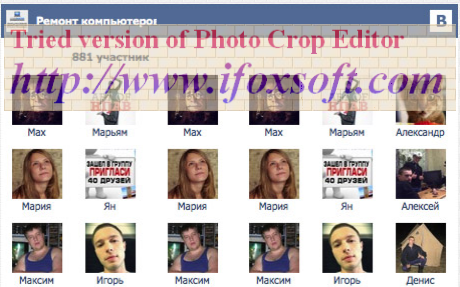 Ремонт компьютеро
В
Tried version of Photo Crop Editor
881 участник
http://www.ifoxsoft.com
Max Марьям Max Max Марьям Александр
ЗАШЕЛ В ГРУППУ ЗАШЕЛ В ГРУППУ
ПРИГЛАСИ ПРИГЛАСИ
40 ДРУЗЕЙ 40 ДРУЗЕЙ
Мария Ян Мария Мария Ян Алексей
Максим Игорь Максим Максим Игорь Денис